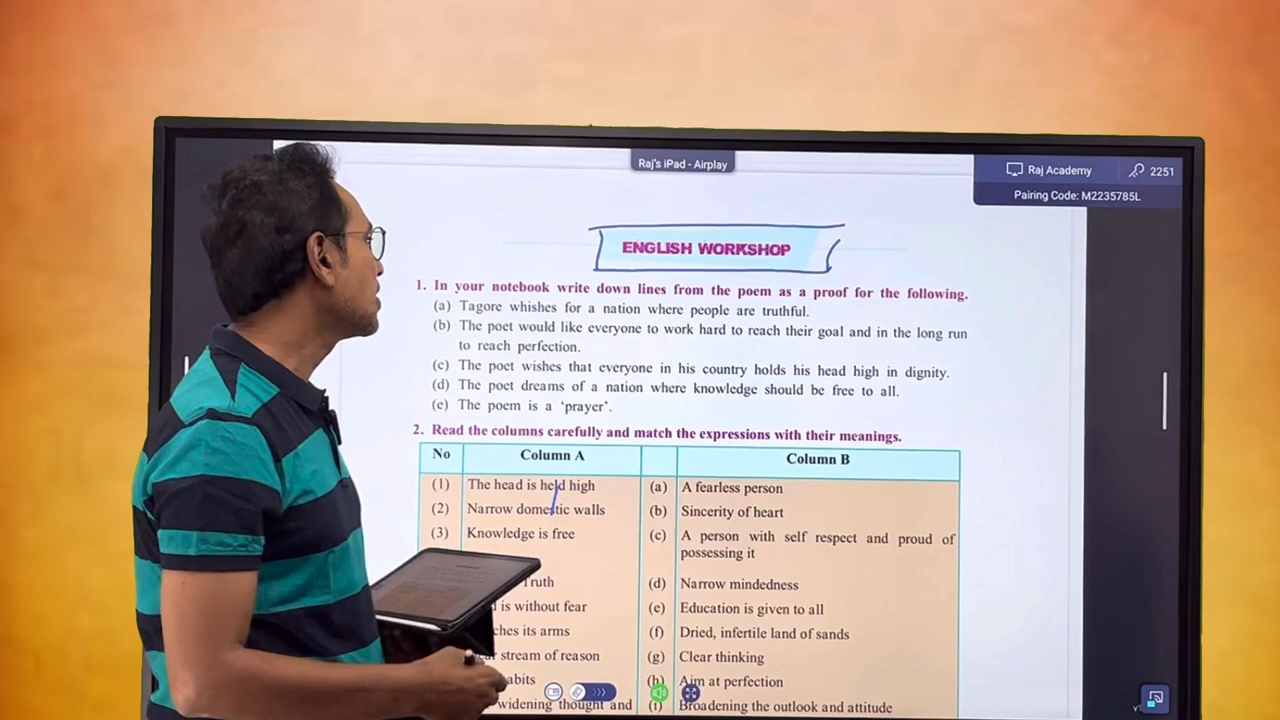 Raj's iPad - Airplay
Raj Academy
2251
Pairing Code: M2235785L
ENGLISH WORKSHOP
1. In your notebook write down lines from the poem as a proof for the following.
(a) Tagore whishes for a nation where people are truthful.
(b) The poet would like everyone to work hard to reach their goal and in the long run
to reach perfection.
(c) The poet wishes that everyone in his country holds his head high in dignity.
(d) The poet dreams of a nation where knowledge should be free to all.
(e) The poem is a ‘prayer’.
2. Read the columns carefully and match the expressions with their meanings.
No Column A Column B
(1) The head is held high (a) A fearless person
(2) Narrow domestic walls (b) Sincerity of heart
(3) Knowledge is free (c) A person with self respect and proud of
possessing it
(d) Narrow mindedness
is without fear (e) Education is given to all
its arms (f) Dried, infertile land of sands
stream of reason (g) Clear thinking
(h) Aim at perfection
widening thought and (i) Broadening the outlook and attitude